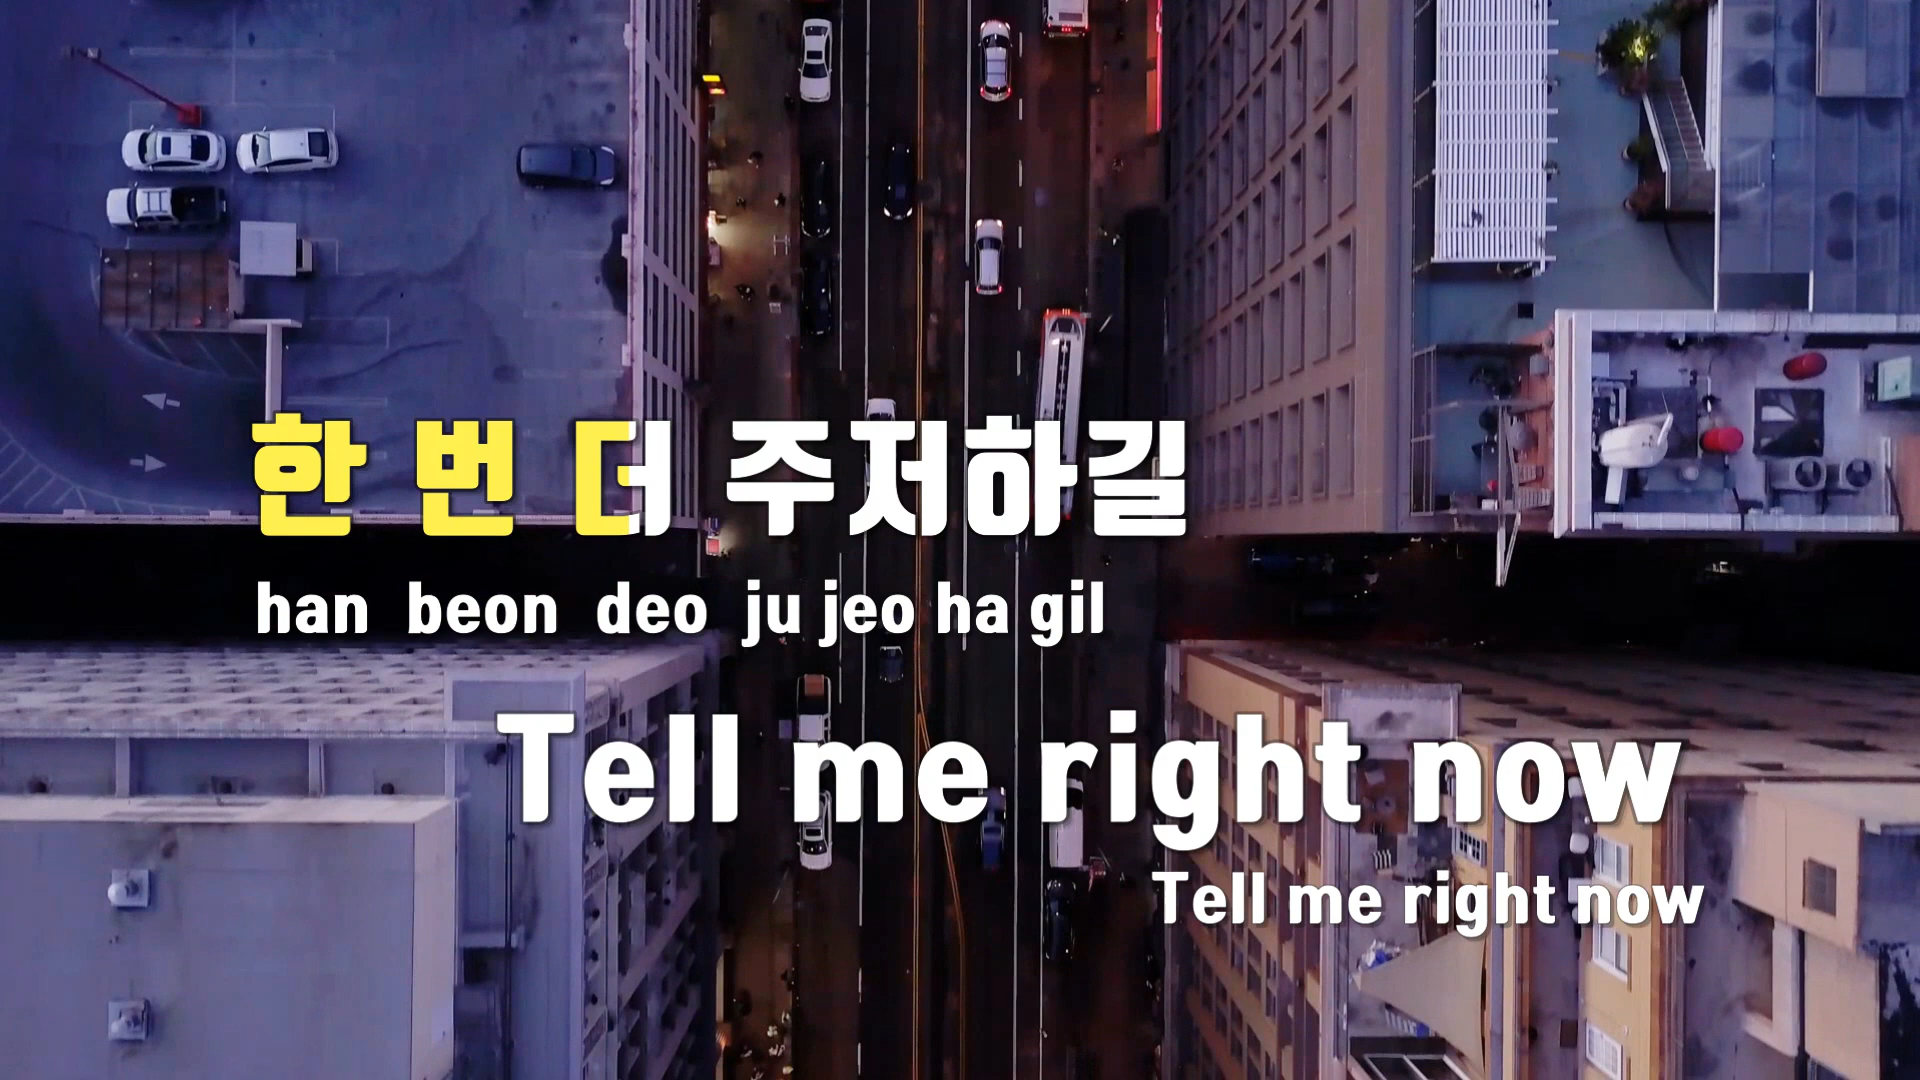 한 번 더 주저하길
han beon deo ju jeo ha gil
Tell me right now
Tell me right now